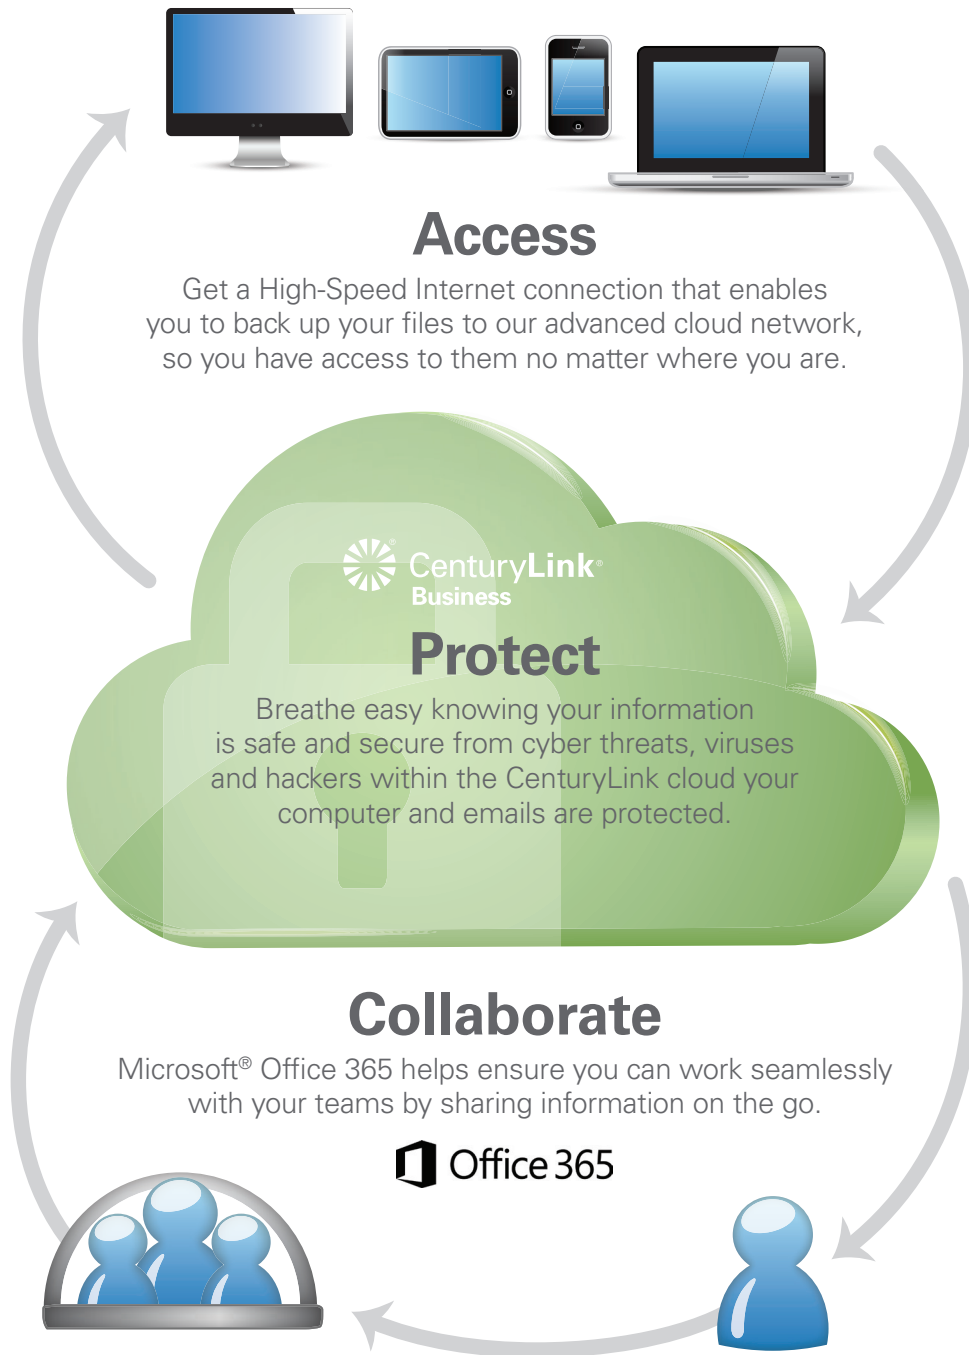 Access
Get a High-Speed Internet connection that enables
you to back up your files to our advanced cloud network,
so you have access to them no matter where you are.
CenturyLink®
Business
Protect
Breathe easy knowing your information
is safe and secure from cyber threats, viruses
and hackers within the CenturyLink cloud your
computer and emails are protected.
Collaborate
Microsoft® Office 365 helps ensure you can work seamlessly
with your teams by sharing information on the go.
Office 365